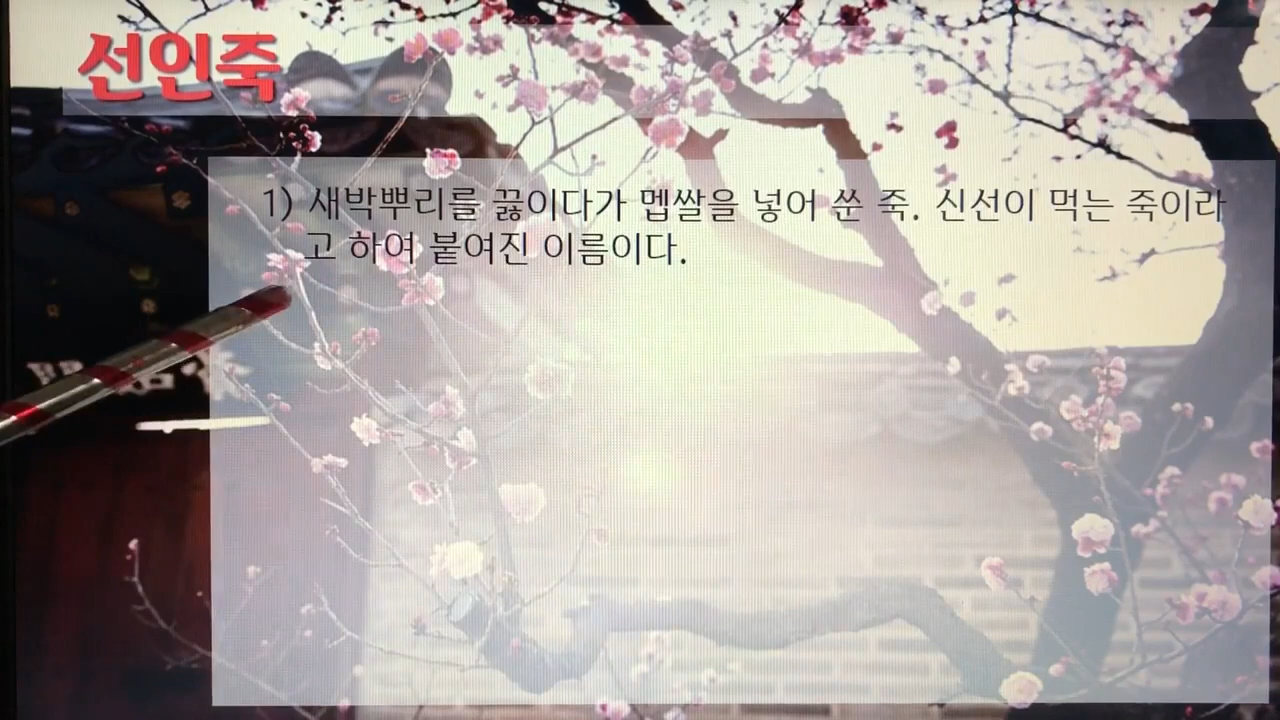 선인죽
1) 새박뿌리를 끓이다가 멥쌀을 넣어 쑨 죽. 신선이 먹는 죽이라
고 하여 붙여진 이름이다.